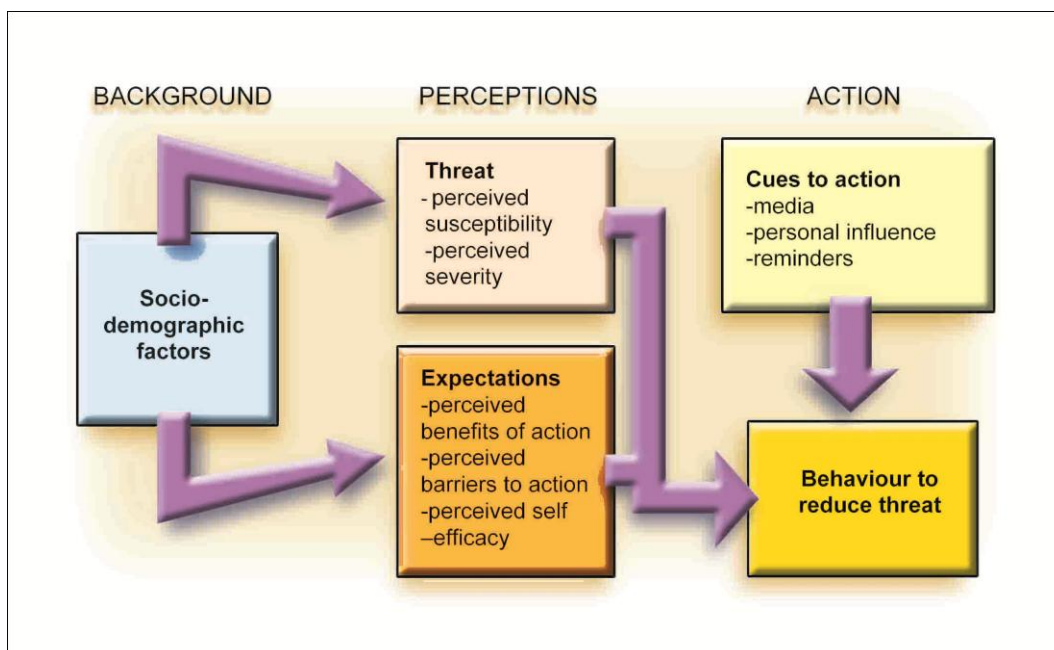 BACKGROUND
PERCEPTIONS
ACTION
Socio-
demographic
factors
Threat
- perceived
susceptibility
-perceived
severity
Expectations
-perceived
benefits of action
-perceived
barriers to action
-perceived self
–efficacy
Cues to action
-media
-personal influence
-reminders
Behaviour to
reduce threat